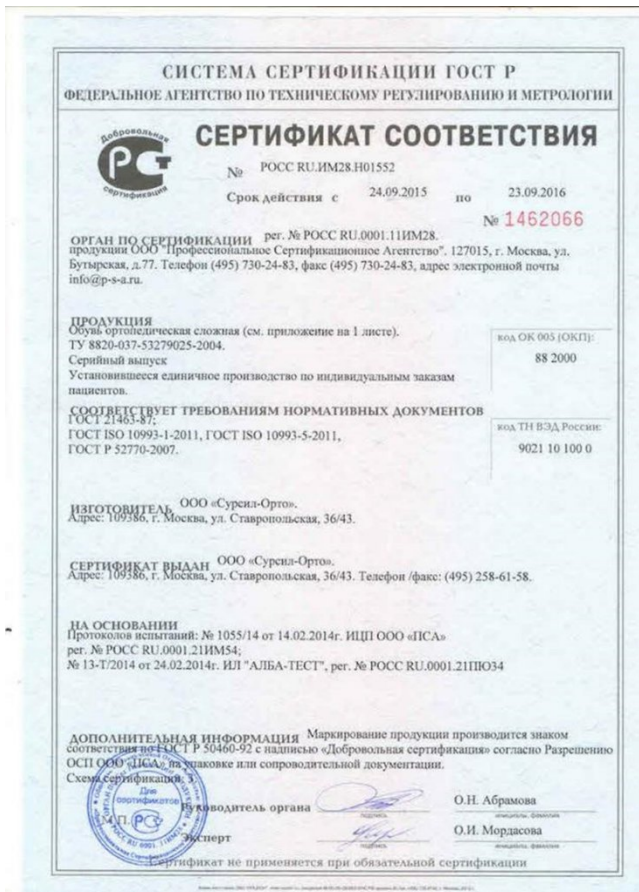 СИСТЕМА СЕРТИФИКАЦИИ ГОСТ Р
ФЕДЕРАЛЬНОЕ АГЕНТСТВО ПО ТЕХНИЧЕСКОМУ РЕГУЛИРОВАНИЮ И МЕТРОЛОГИИ
Добровольная
сертификация
СЕРТИФИКАТ СООТВЕТСТВИЯ
№ РОСС RU.ИМ28.Н01552
Срок действия с 24.09.2015 по 23.09.2016
№ 1462066
ОРГАН ПО СЕРТИФИКАЦИИ рег. № РОСС RU.0001.11ИМ28.
продукции ООО "Профессиональное Сертификационное Агентство". 127015, г. Москва, ул.
Бутырская, д.77. Телефон (495) 730-24-83, факс (495) 730-24-83, адрес электронной почты
info@p-s-a.ru.
ПРОДУКЦИЯ
Обувь ортопедическая сложная (см. приложение на 1 листе).
ТУ 8820-037-53279025-2004.
Серийный выпуск
Установившееся единичное производство по индивидуальным заказам
пациентов.
код ОК 005 (ОКП):
88 2000
СООТВЕТСТВУЕТ ТРЕБОВАНИЯМ НОРМАТИВНЫХ ДОКУМЕНТОВ
ГОСТ 21463-87;
ГОСТ ISO 10993-1-2011, ГОСТ ISO 10993-5-2011,
ГОСТ Р 52770-2007.
код ТН ВЭД России:
9021 10 100 0
ИЗГОТОВИТЕЛЬ ООО «Сурсил-Орто».
Адрес: 109386, г. Москва, ул. Ставропольская, 36/43.
СЕРТИФИКАТ ВЫДАН ООО «Сурсил-Орто».
Адрес: 109386, г. Москва, ул. Ставропольская, 36/43. Телефон /факс: (495) 258-61-58.
НА ОСНОВАНИИ
Протоколов испытаний: № 1055/14 от 14.02.2014г. ИЦП ООО «ПСА»
рег. № РОСС RU.0001.21ИМ54;
№ 13-Т/2014 от 24.02.2014г. ИЛ "АЛБА-ТЕСТ", рег. № РОСС RU.0001.21ПЮ34
ДОПОЛНИТЕЛЬНАЯ ИНФОРМАЦИЯ Маркирование продукции производится знаком
соответствия по ГОСТ Р 50460-92 с надписью «Добровольная сертификация» согласно Разрешению
ОСП ООО «ПСА» на упаковке или сопроводительной документации.
Схема сертификации: 3
Для
сертификатов
М.П.
Руководитель органа
подпись
О.Н. Абрамова
инициалы, фамилия
Эксперт
подпись
О.И. Мордасова
инициалы, фамилия
Сертификат не применяется при обязательной сертификации